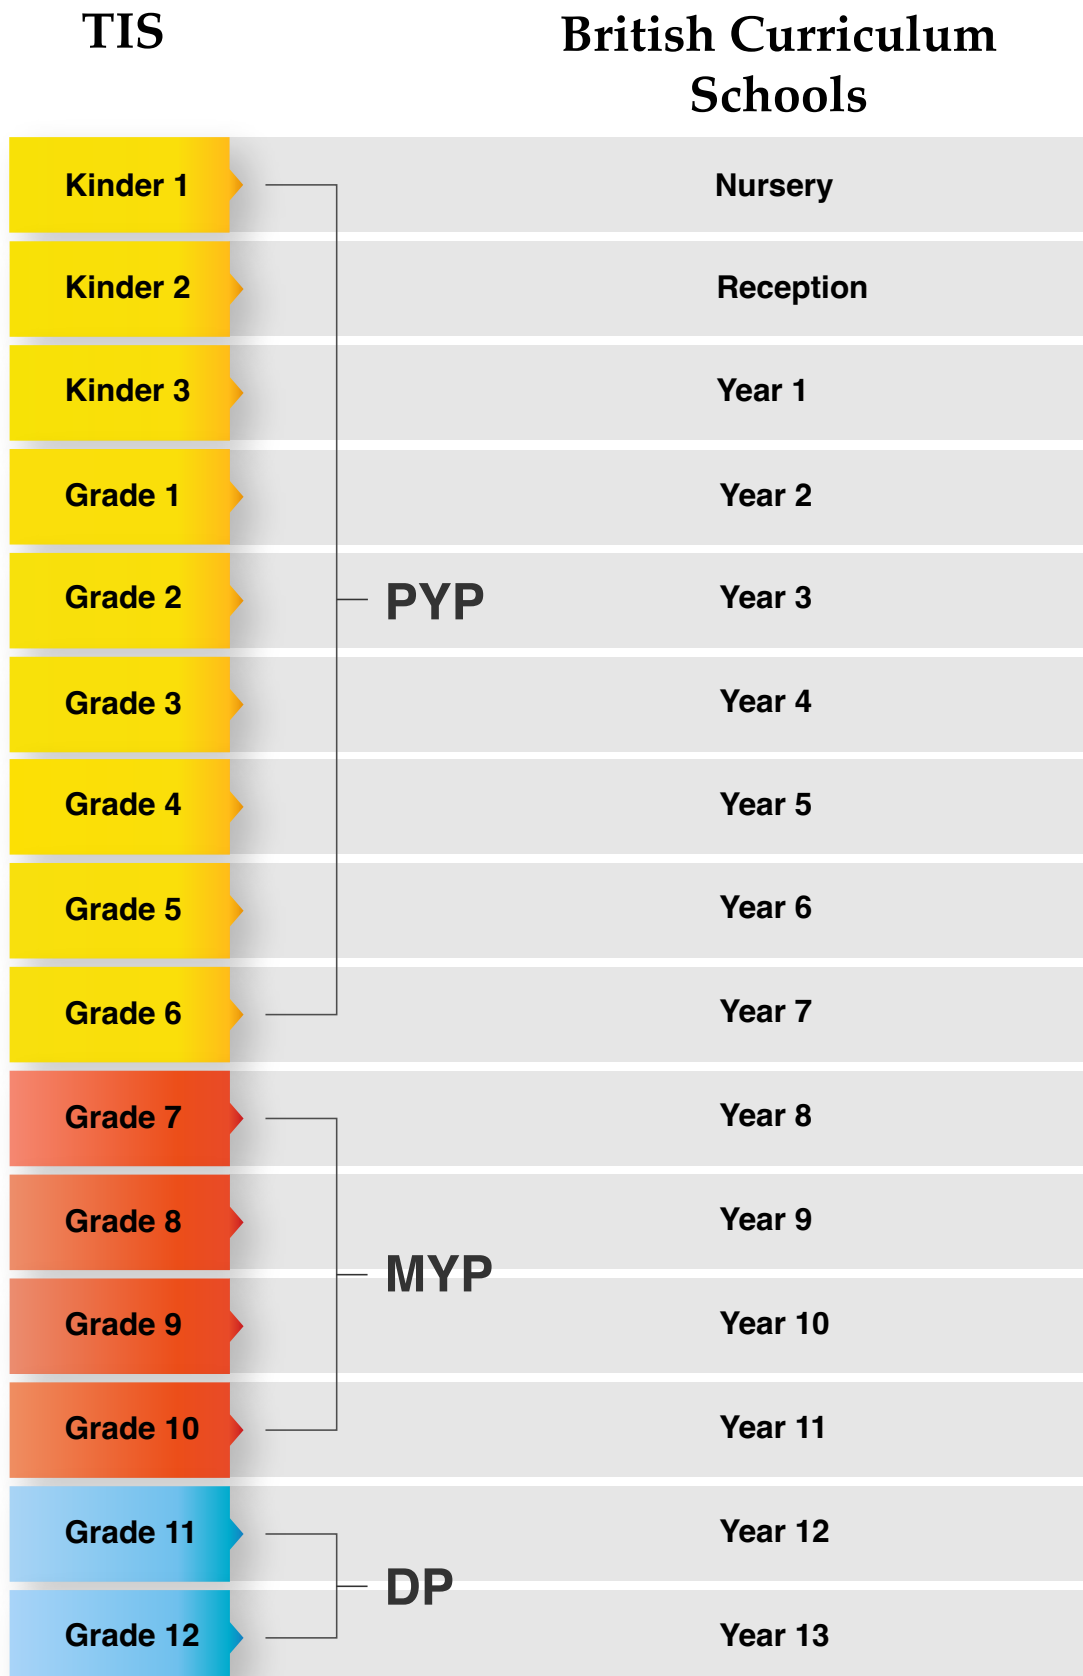 TIS
British Curriculum
Schools
Kinder 1
Nursery
Kinder 2
Reception
Kinder 3
Year 1
Grade 1
Year 2
Grade 2
PYP
Year 3
Grade 3
Year 4
Grade 4
Year 5
Grade 5
Year 6
Grade 6
Year 7
Grade 7
Year 8
Grade 8
Year 9
MYP
Grade 9
Year 10
Grade 10
Year 11
Grade 11
Year 12
DP
Grade 12
Year 13